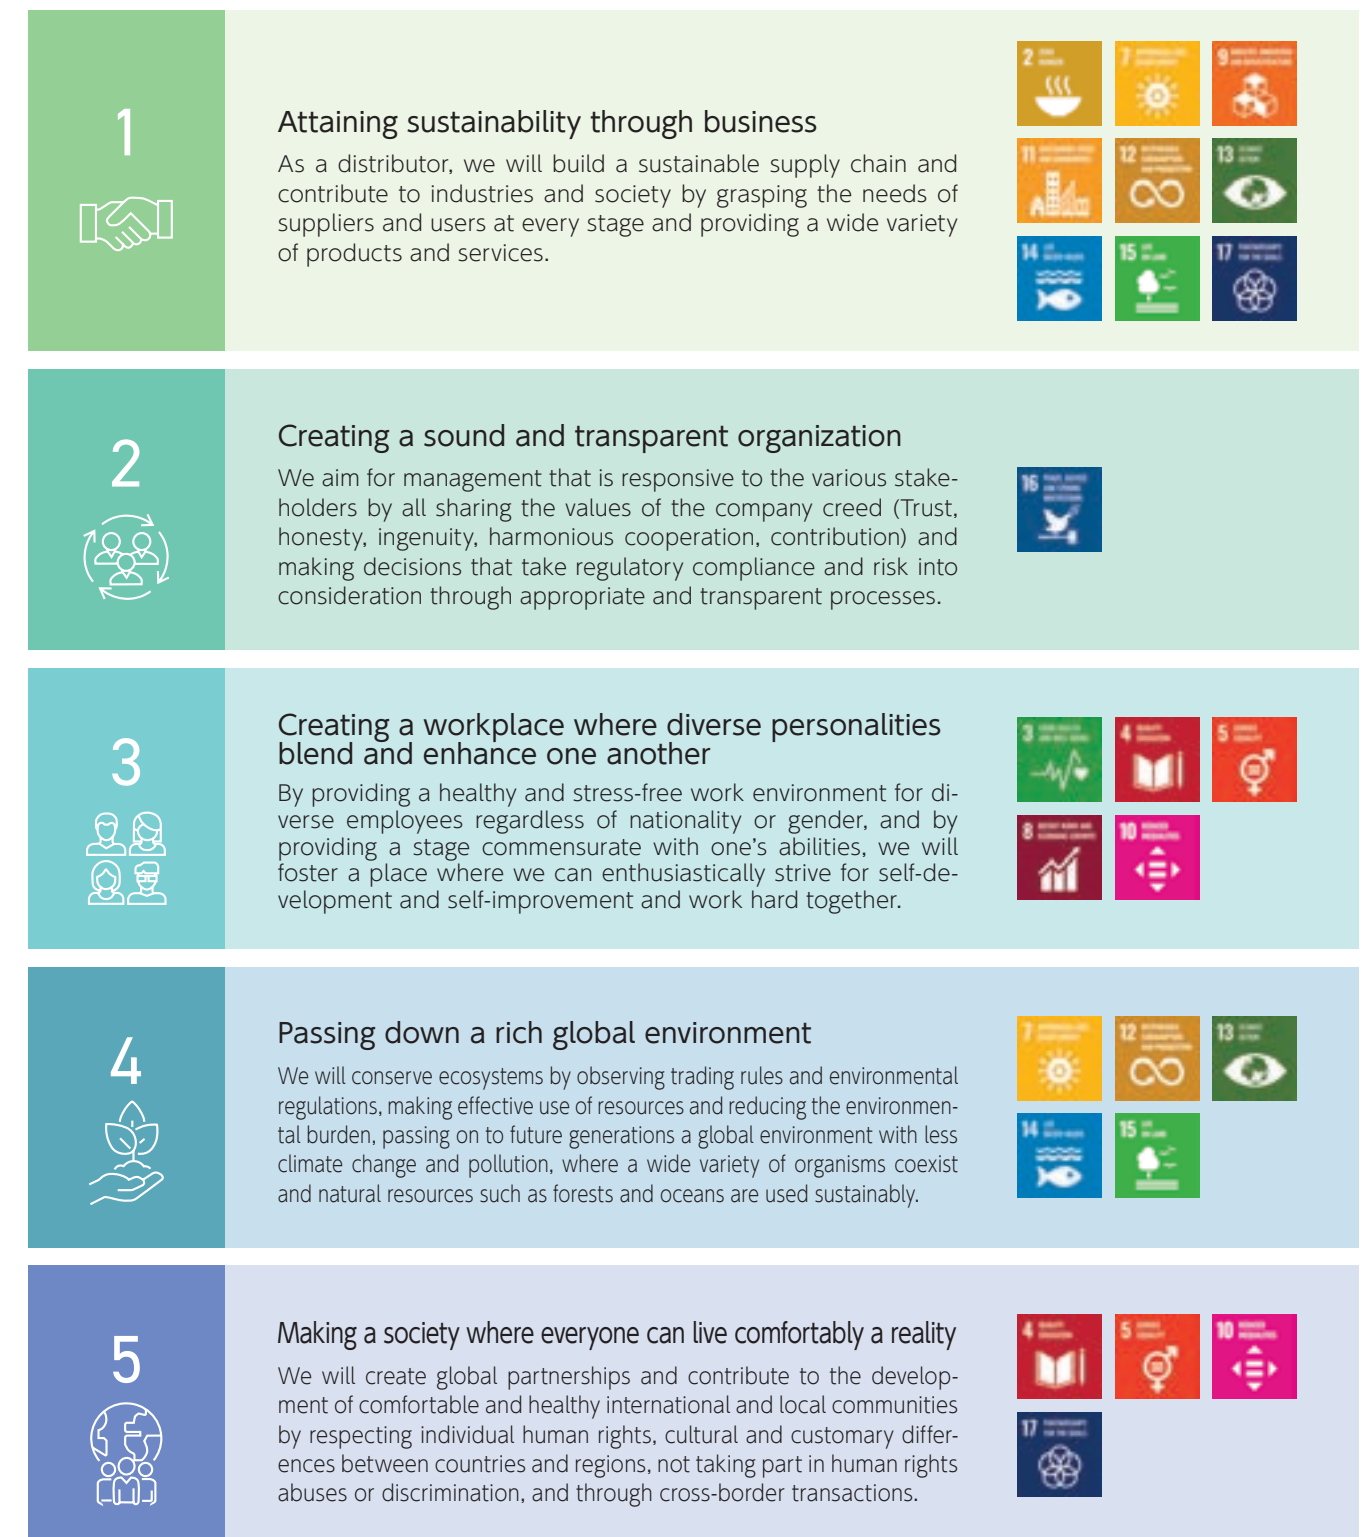 1
Attaining sustainability through business
As a distributor, we will build a sustainable supply chain and
contribute to industries and society by grasping the needs of
suppliers and users at every stage and providing a wide variety
of products and services.
2
7
9
11
12
13
14
15
17
2
Creating a sound and transparent organization
We aim for management that is responsive to the various stake-
holders by all sharing the values of the company creed (Trust,
honesty, ingenuity, harmonious cooperation, contribution) and
making decisions that take regulatory compliance and risk into
consideration through appropriate and transparent processes.
16
3
Creating a workplace where diverse personalities
blend and enhance one another
By providing a healthy and stress-free work environment for di-
verse employees regardless of nationality or gender, and by
providing a stage commensurate with one's abilities, we will
foster a place where we can enthusiastically strive for self-de-
velopment and self-improvement and work hard together.
3
4
5
8
10
4
Passing down a rich global environment
We will conserve ecosystems by observing trading rules and environmental
regulations, making effective use of resources and reducing the environmen-
tal burden, passing on to future generations a global environment with less
climate change and pollution, where a wide variety of organisms coexist
and natural resources such as forests and oceans are used sustainably.
7
12
13
14
15
5
Making a society where everyone can live comfortably a reality
We will create global partnerships and contribute to the develop-
ment of comfortable and healthy international and local communities
by respecting individual human rights, cultural and customary differ-
ences between countries and regions, not taking part in human rights
abuses or discrimination, and through cross-border transactions.
4
5
10
17